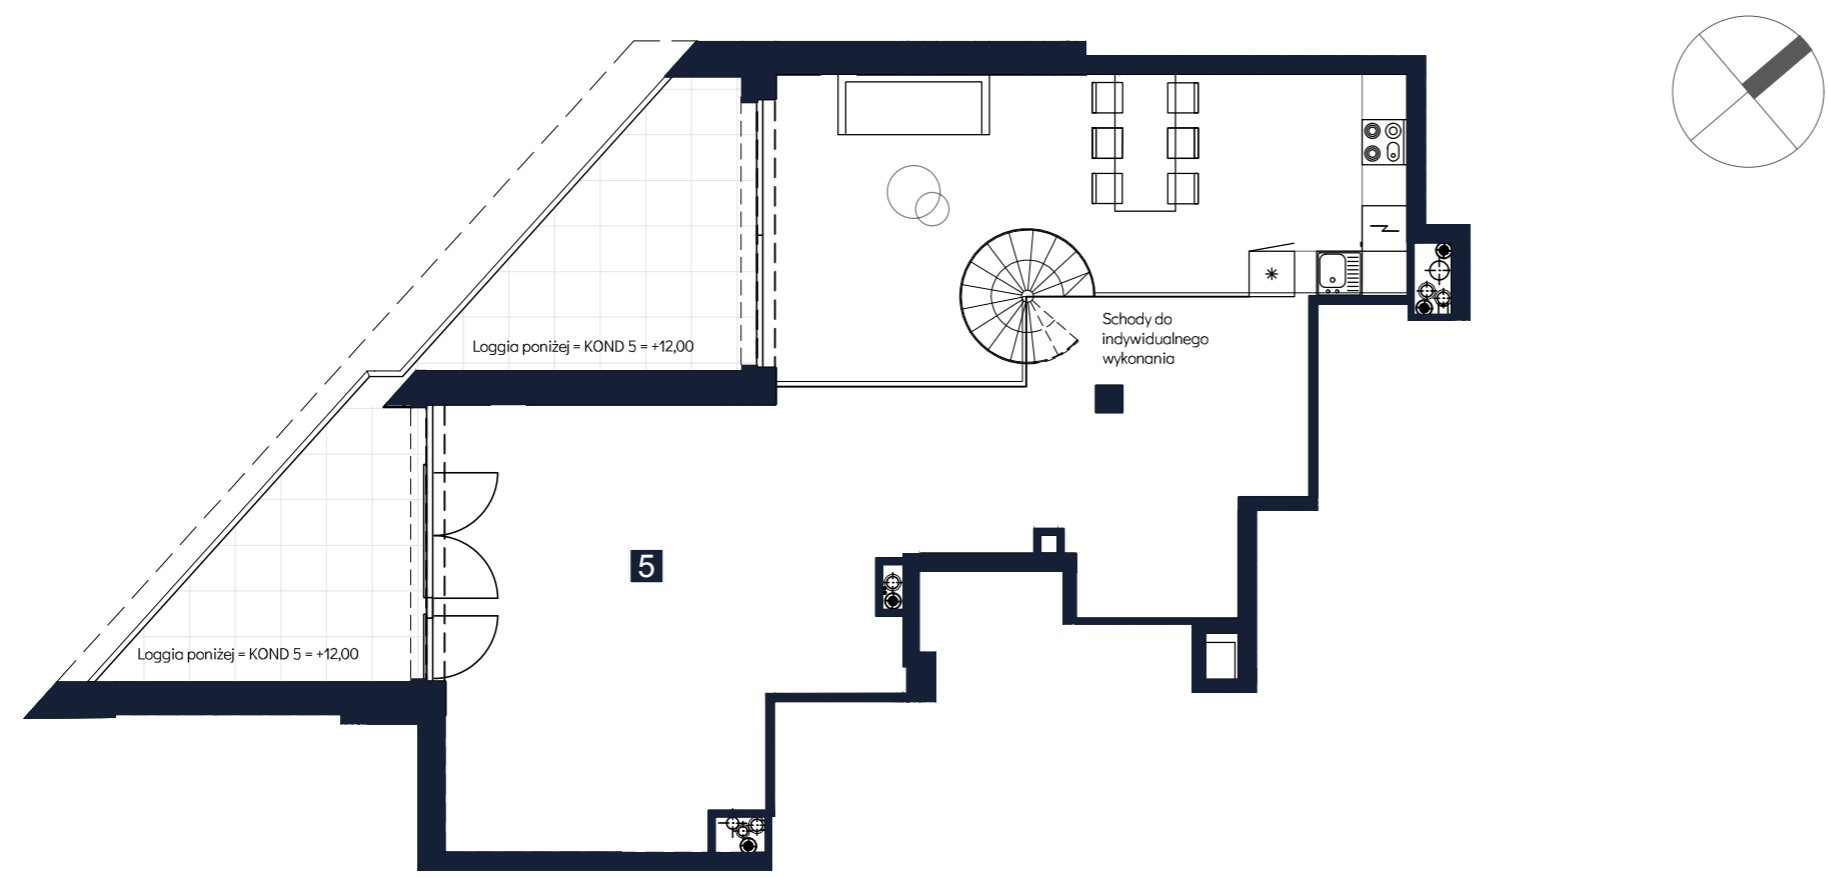 Loggia poniżej = KOND 5 = +12,00
Schody do
indywidualnego
wykonania
5
Loggia poniżej = KOND 5 = +12,00